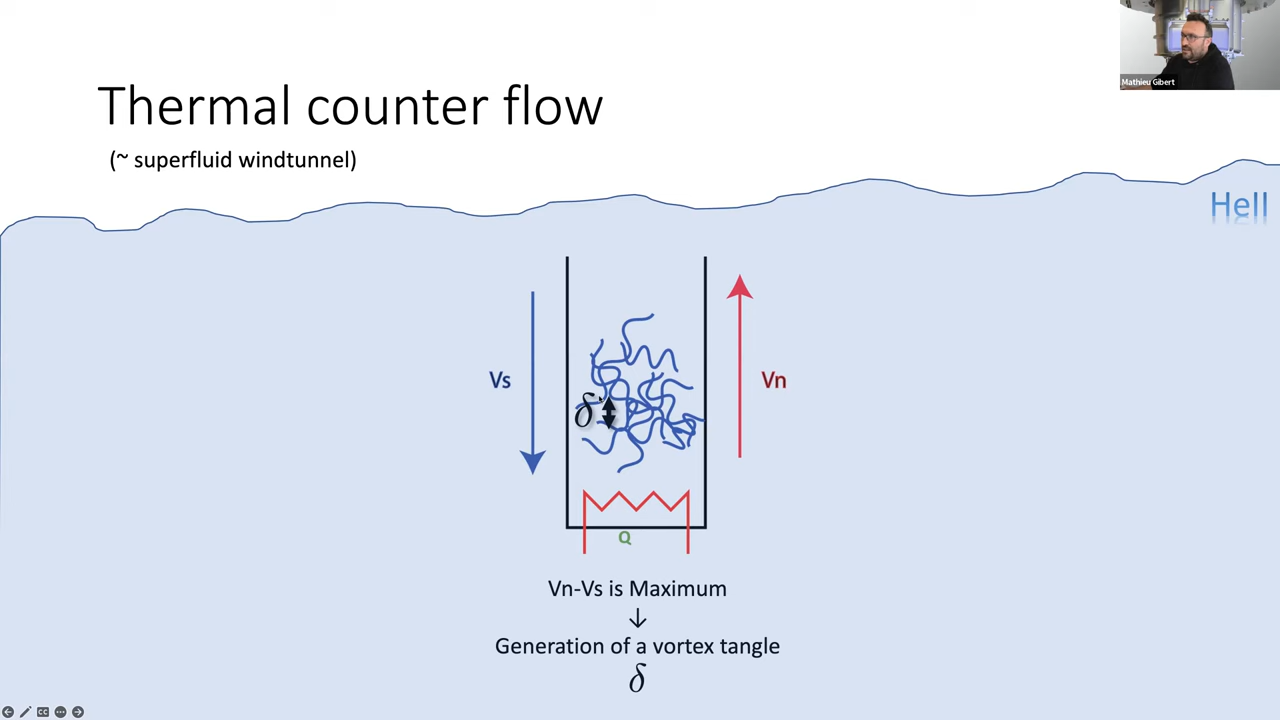 Mathieu Gibert
Thermal counter flow
(~ superfluid windtunnel)
HeII
Vs
Vn
δ
Q
Vn-Vs is Maximum
↓
Generation of a vortex tangle
δ